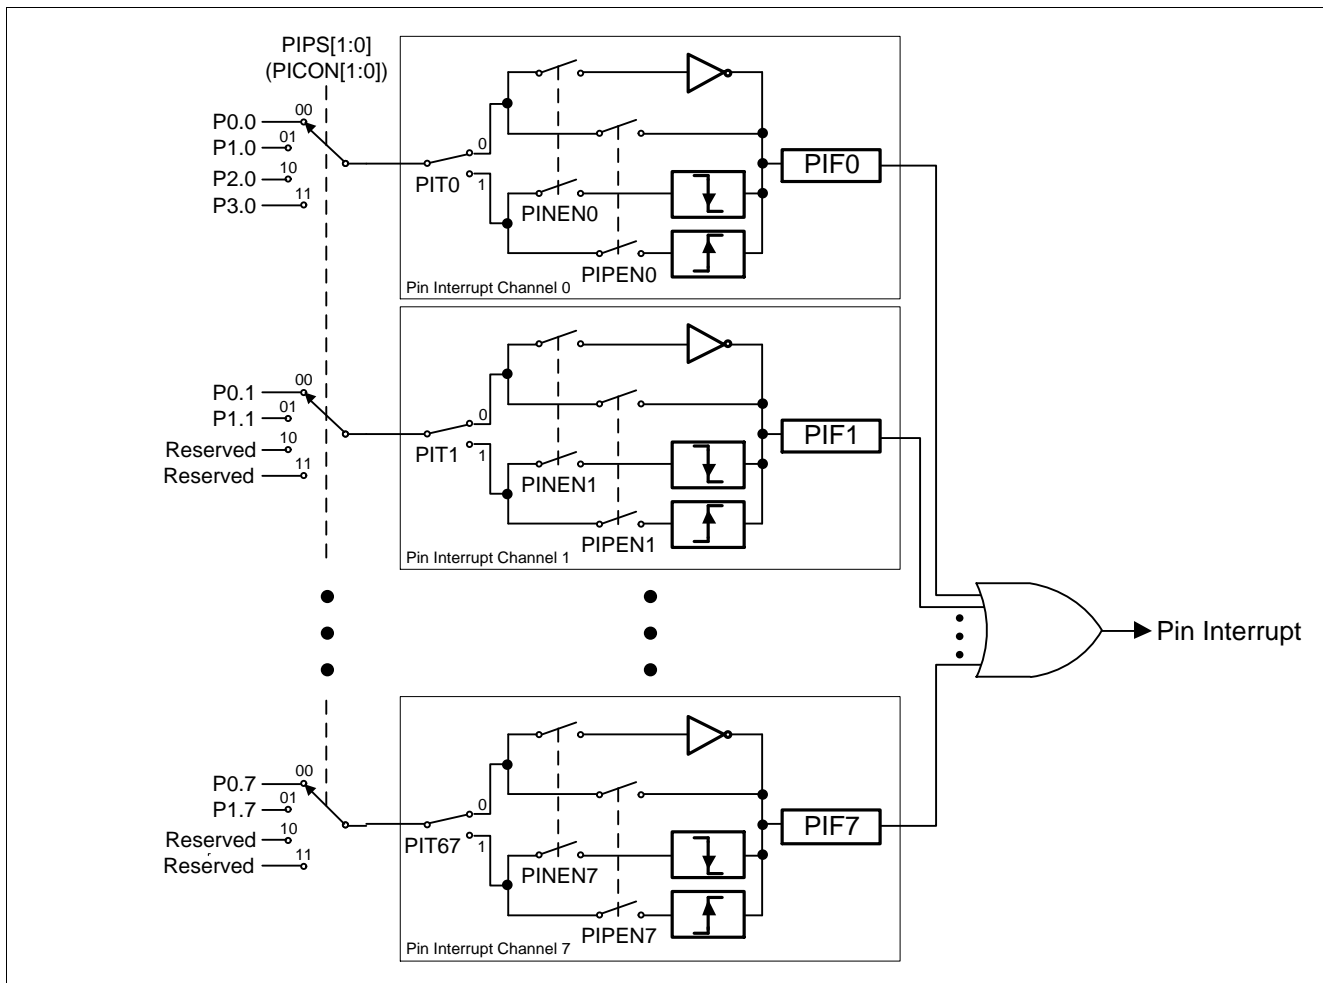 PIPS[1:0]
(PICON[1:0])
P0.0
00
P1.0
01
P2.0
10
P3.0
11
PIT0
0
1
PINEN0
PIPEN0
PIF0
Pin Interrupt Channel 0
P0.1
00
P1.1
01
Reserved
10
Reserved
11
PIT1
0
1
PINEN1
PIPEN1
PIF1
Pin Interrupt Channel 1
Pin Interrupt
P0.7
00
P1.7
01
Reserved
10
Reserved
11
PIT67
0
1
PINEN7
PIPEN7
PIF7
Pin Interrupt Channel 7